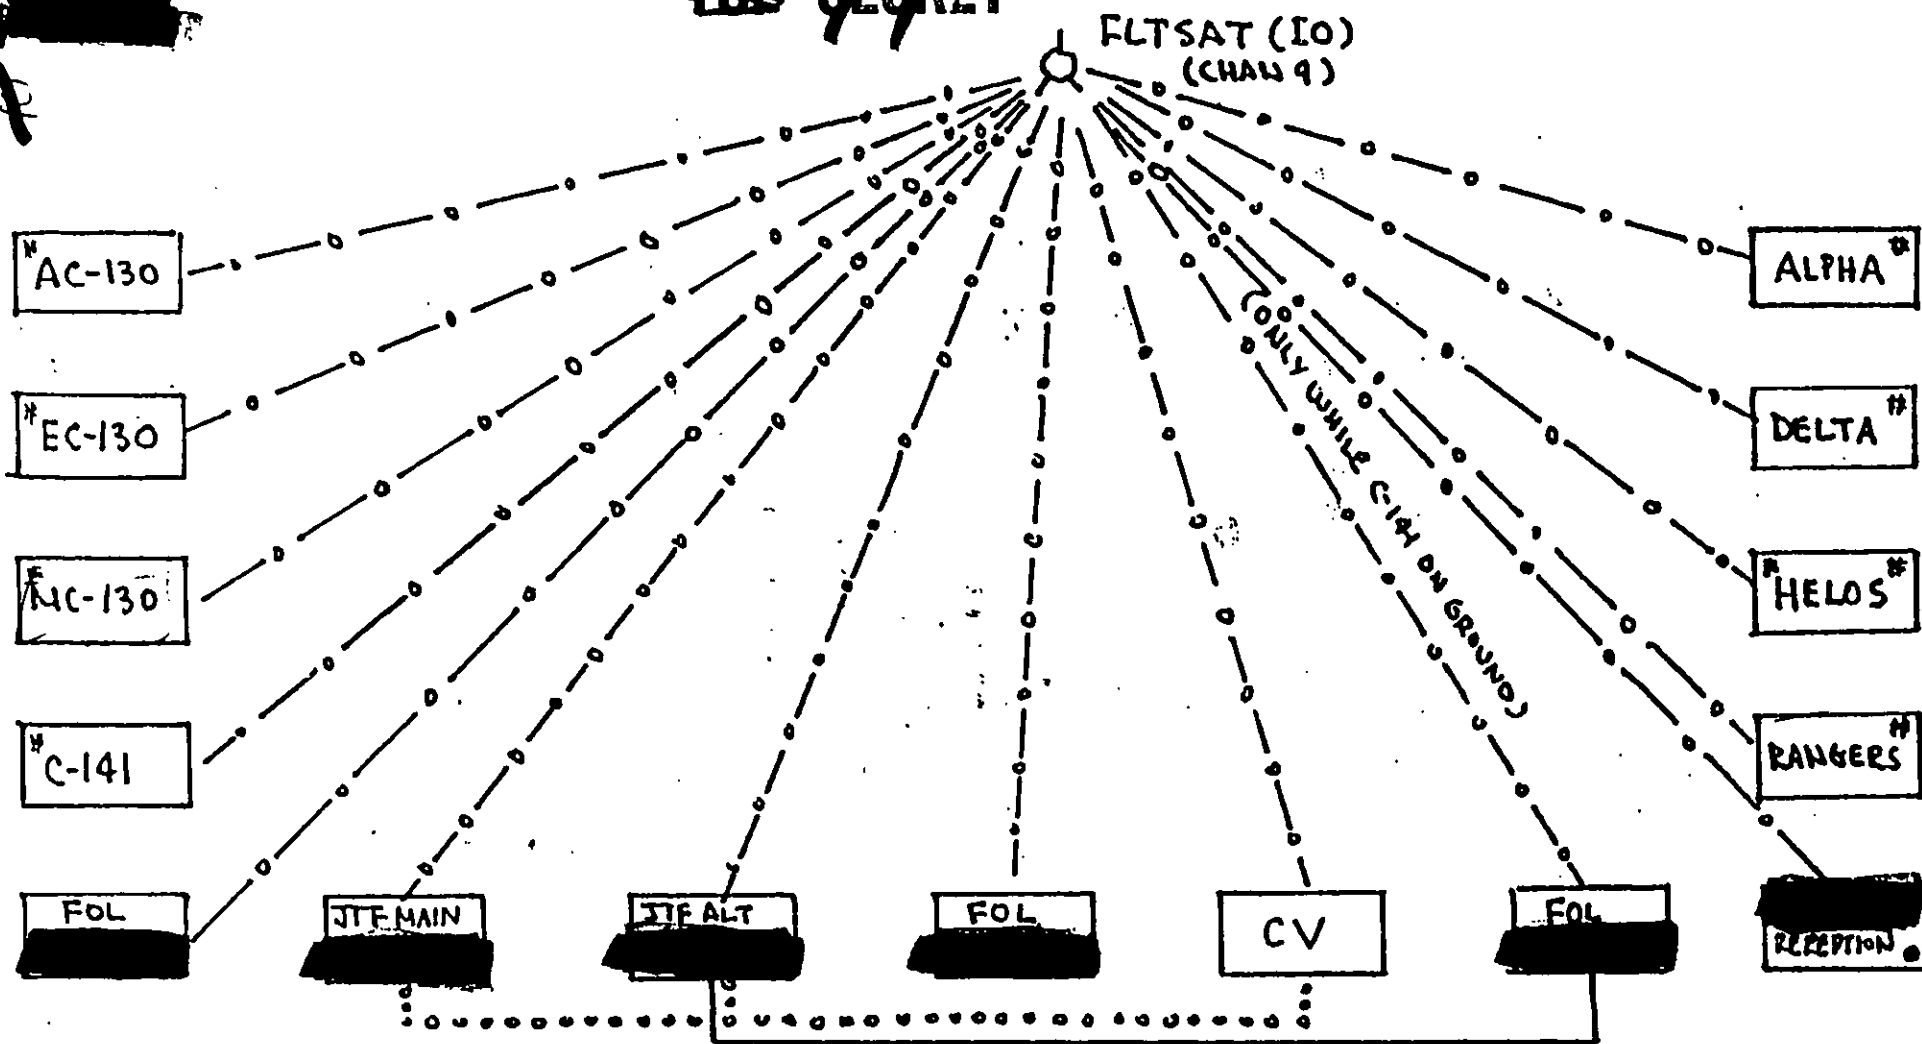 FLTSAT (IO)
(CHAN 9)
*AC-130
ALPHA #
*EC-130
DELTA #
(ONLY WHILE C-141 ON GROUND)
MC-130
*HELOS #
*C-141
RANGERS #
FOL
JTF MAIN
JTF ALT
FOL
CV
FOL
RECEPTION